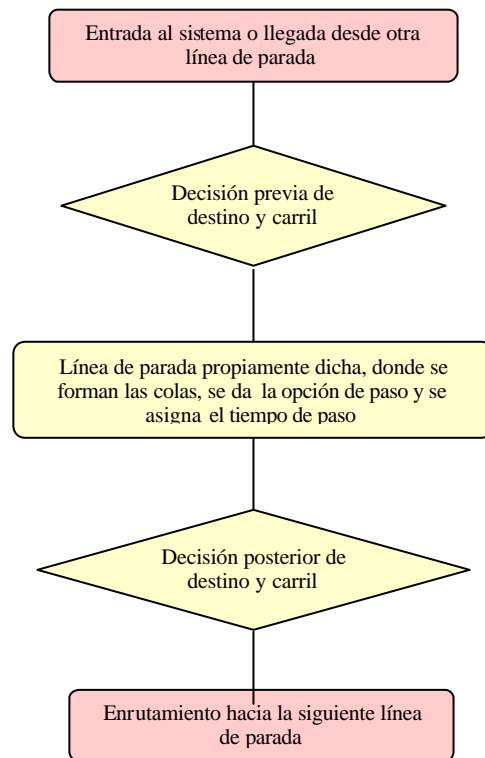 Entrada al sistema o llegada desde otra
línea de parada
Decisión previa de
destino y carril
Línea de parada propiamente dicha, donde se
forman las colas, se da la opción de paso y se
asigna el tiempo de paso
Decisión posterior de
destino y carril
Enrutamiento hacia la siguiente línea
de parada